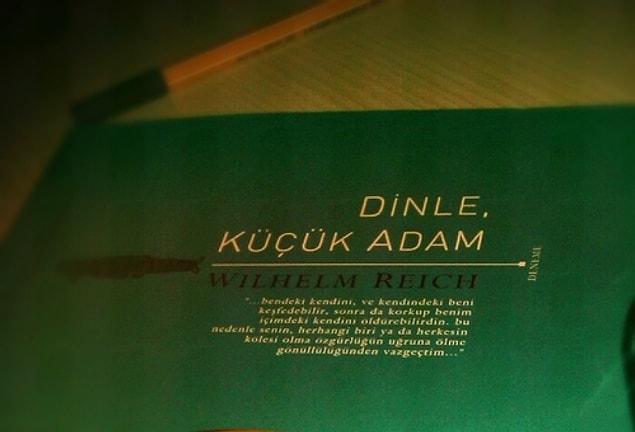 DİNLE,
KÜÇÜK ADAM
WILHELM REICH
DENEME
"...bendeki kendini, ve kendindeki beni
keşfedebilir, sonra da korkup benim
içimdeki kendini öldürebilirdin. bu
nedenle senin, herhangi biri ya da herkesin
kölesi olma özgürlüğün uğruna ölme
gönüllülüğünden vazgeçtim..."